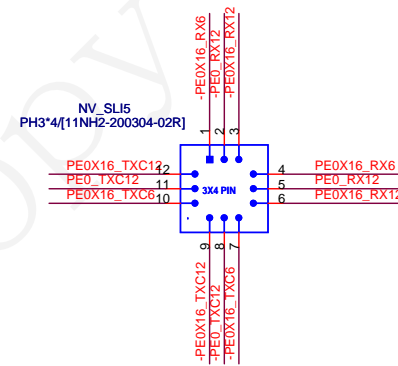 -PE0X16_RX6
-PE0_RX12
-PE0X16_RX12
NV_SLI5
PH3*4/[11NH2-200304-02R]
1
2
3
PE0X16_TXC12
12
PE0_TXC12
11
PE0X16_TXC6
10
3X4 PIN
4
PE0X16_RX6
5
PE0_RX12
6
PE0X16_RX12
9
8
7
-PE0X16_TXC12
-PE0_TXC12
-PE0X16_TXC6
opy